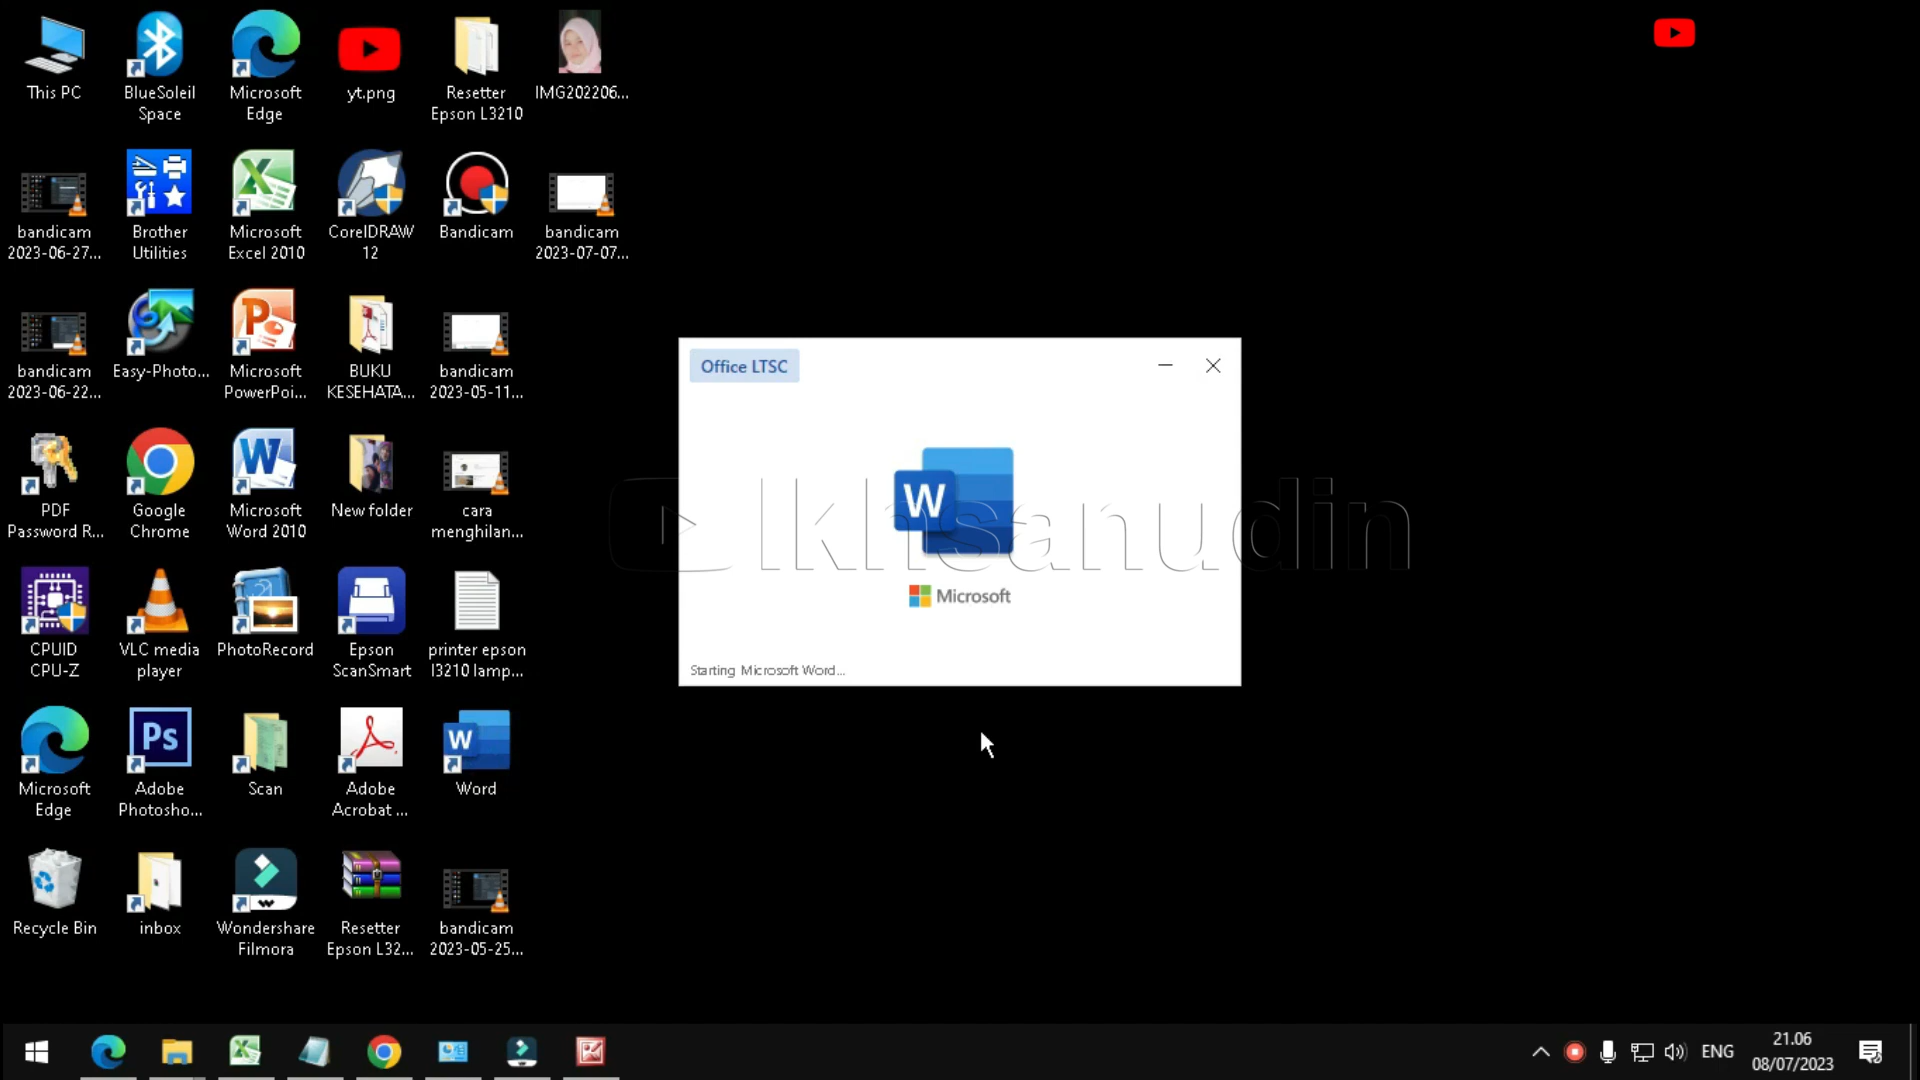 This PC
BlueSoleil
Space
Microsoft
Edge
yt.png
Resetter
Epson L3210
IMG202206...
bandicam
2023-06-27...
Brother
Utilities
Microsoft
Excel 2010
CorelDRAW
12
Bandicam
bandicam
2023-07-07...
bandicam
2023-06-22...
Easy-Photo...
Microsoft
PowerPoi...
BUKU
KESEHATA...
bandicam
2023-05-11...
Office LTSC
W
Microsoft
Starting Microsoft Word...
Ikhsanudin
PDF
Password R...
Google
Chrome
Microsoft
Word 2010
New folder
cara
menghilan...
CPUID
CPU-Z
VLC media
player
PhotoRecord
Epson
ScanSmart
printer epson
l3210 lamp...
Microsoft
Edge
Ps
Adobe
Photosho...
Scan
Adobe
Acrobat ...
W
Word
Recycle Bin
inbox
Wondershare
Filmora
Resetter
Epson L32...
bandicam
2023-05-25...
ENG
21.06
08/07/2023